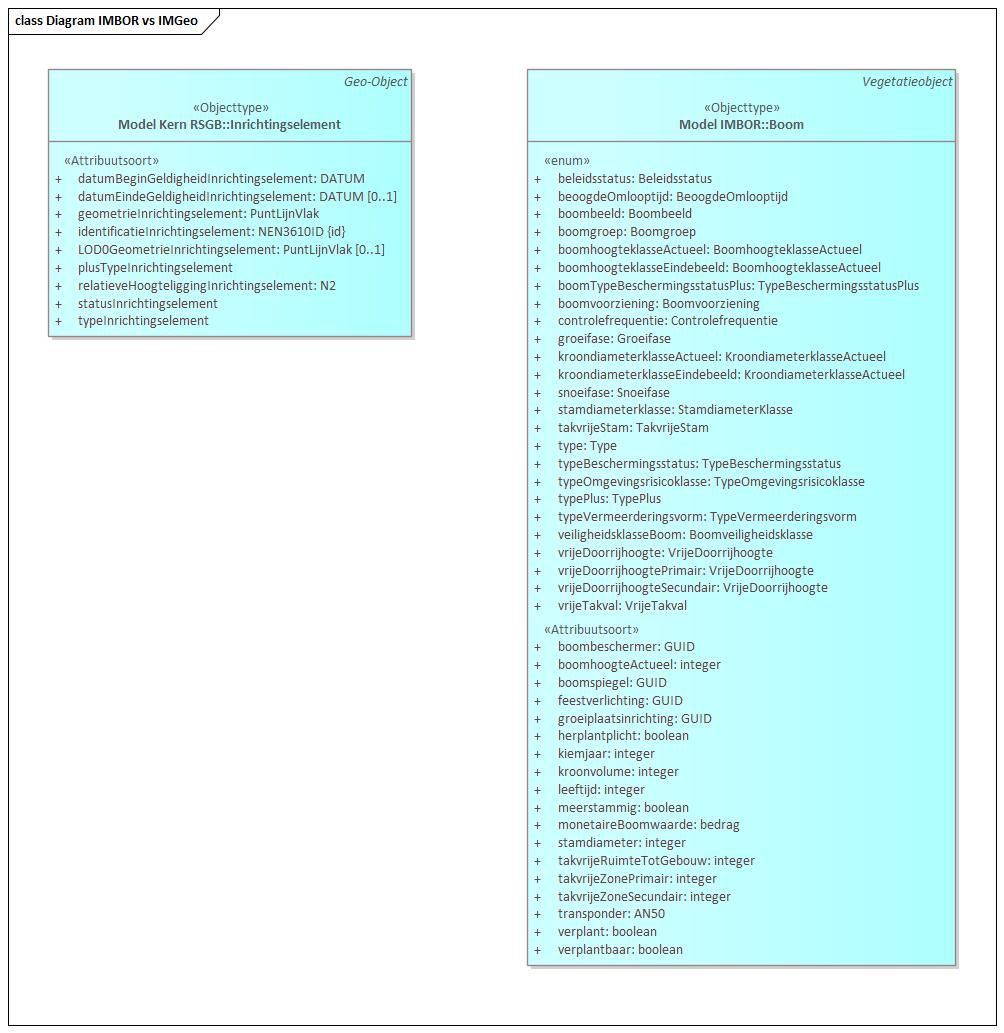 class Diagram IMBOR vs IMGeo
Geo-Object
«Objecttype»
Model Kern RSGB::Inrichtingselement
«Attribuutsoort»
+ datumBeginGeldigheidInrichtingselement: DATUM
+ datumEindeGeldigheidInrichtingselement: DATUM [0..1]
+ geometrieInrichtingselement: PuntLijnVlak
+ identificatieInrichtingselement: NEN3610ID {id}
+ LOD0GeometrieInrichtingselement: PuntLijnVlak [0..1]
+ plusTypeInrichtingselement
+ relatieveHoogteliggingInrichtingselement: N2
+ statusInrichtingselement
+ typeInrichtingselement
Vegetatieobject
«Objecttype»
Model IMBOR::Boom
«enum»
+ beleidsstatus: Beleidsstatus
+ beoogdeOmlooptijd: BeoogdeOmlooptijd
+ boombeeld: Boombeeld
+ boomgroep: Boomgroep
+ boomhoogteklasseActueel: BoomhoogteklasseActueel
+ boomhoogteklasseEindebeeld: BoomhoogteklasseActueel
+ boomTypeBeschermingsstatusPlus: TypeBeschermingsstatusPlus
+ boomvoorziening: Boomvoorziening
+ controlefrequentie: Controlefrequentie
+ groeifase: Groeifase
+ kroondiameterklasseActueel: KroondiameterklasseActueel
+ kroondiameterklasseEindebeeld: KroondiameterklasseActueel
+ snoeifase: Snoeifase
+ stamdiameterklasse: StamdiameterKlasse
+ takvrijeStam: TakvrijeStam
+ type: Type
+ typeBeschermingsstatus: TypeBeschermingsstatus
+ typeOmgevingsrisicoklasse: TypeOmgevingsrisicoklasse
+ typePlus: TypePlus
+ typeVermeerderingsvorm: TypeVermeerderingsvorm
+ veiligheidsklasseBoom: Boomveiligheidsklasse
+ vrijeDoorrijhoogte: VrijeDoorrijhoogte
+ vrijeDoorrijhoogtePrimair: VrijeDoorrijhoogte
+ vrijeDoorrijhoogteSecundair: VrijeDoorrijhoogte
+ vrijeTakval: VrijeTakval
«Attribuutsoort»
+ boombeschermer: GUID
+ boomhoogteActueel: integer
+ boomspiegel: GUID
+ feestverlichting: GUID
+ groeiplaatsinrichting: GUID
+ herplantplicht: boolean
+ kiemjaar: integer
+ kroonvolume: integer
+ leeftijd: integer
+ meerstammig: boolean
+ monetaireBoomwaarde: bedrag
+ stamdiameter: integer
+ takvrijeRuimteTotGebouw: integer
+ takvrijeZonePrimair: integer
+ takvrijeZoneSecundair: integer
+ transponder: AN50
+ verplant: boolean
+ verplantbaar: boolean